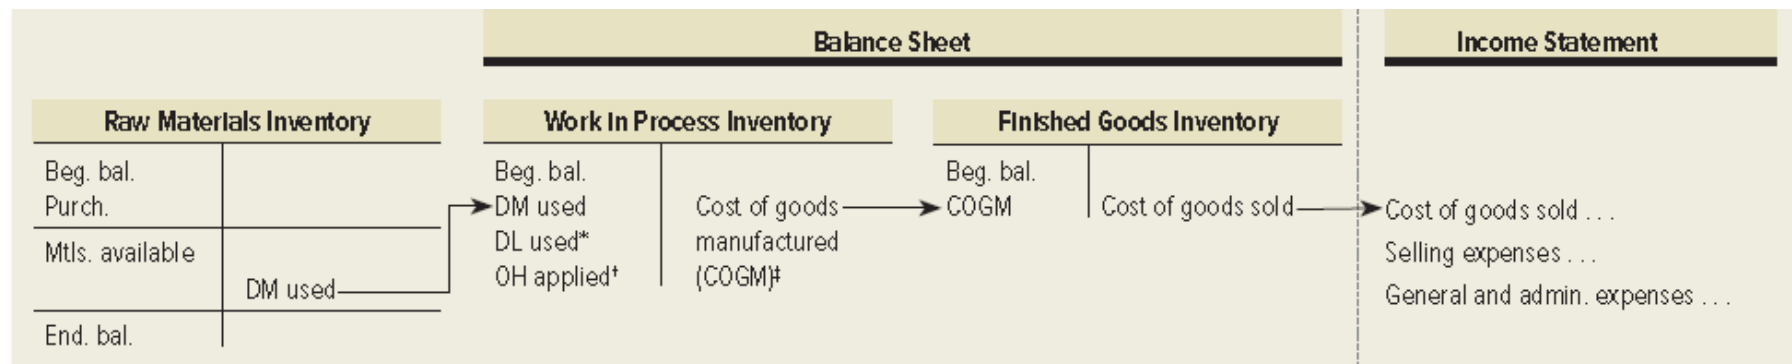 Balance Sheet
Income Statement
Raw Materials Inventory
Work In Process Inventory
Finished Goods Inventory
Beg. bal.
Purch.
Mtls. available
DM used
End. bal.
Beg. bal.
DM used
DL used*
OH applied†
Cost of goods
manufactured
(COGM)‡
Beg. bal.
COGM
Cost of goods sold
Cost of goods sold . . .
Selling expenses . . .
General and admin. expenses . . .